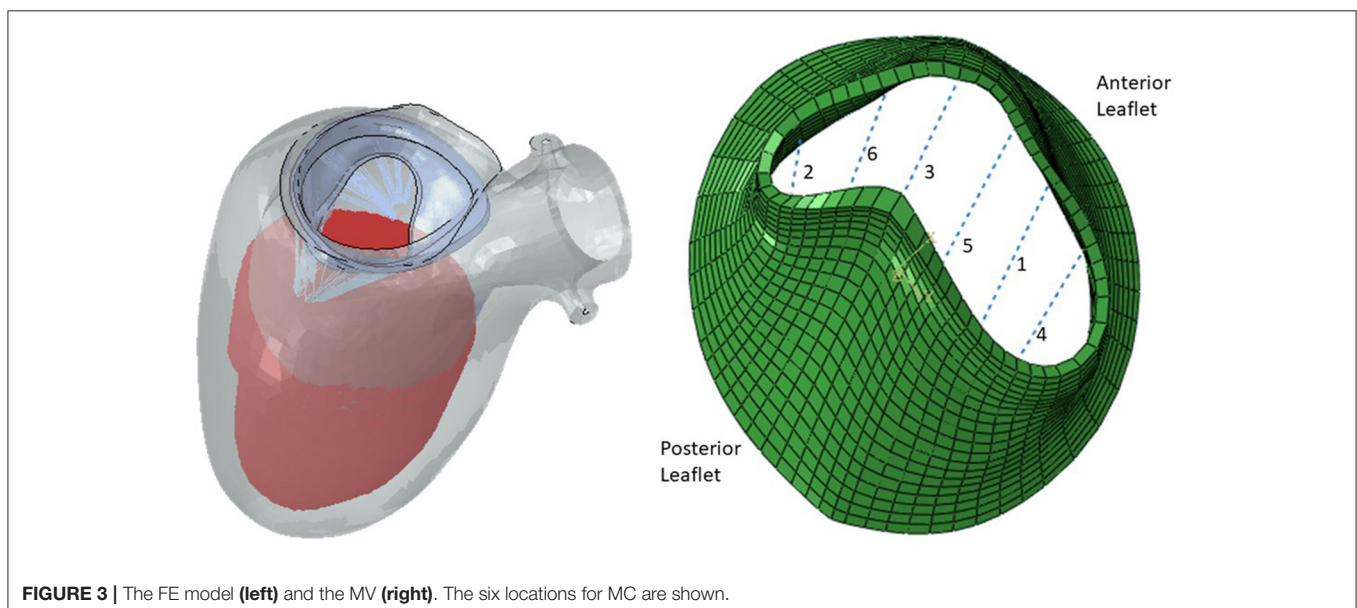 Anterior
Leaflet
2
6
3
5
1
4
Posterior
Leaflet
FIGURE 3 | The FE model (left) and the MV (right). The six locations for MC are shown.